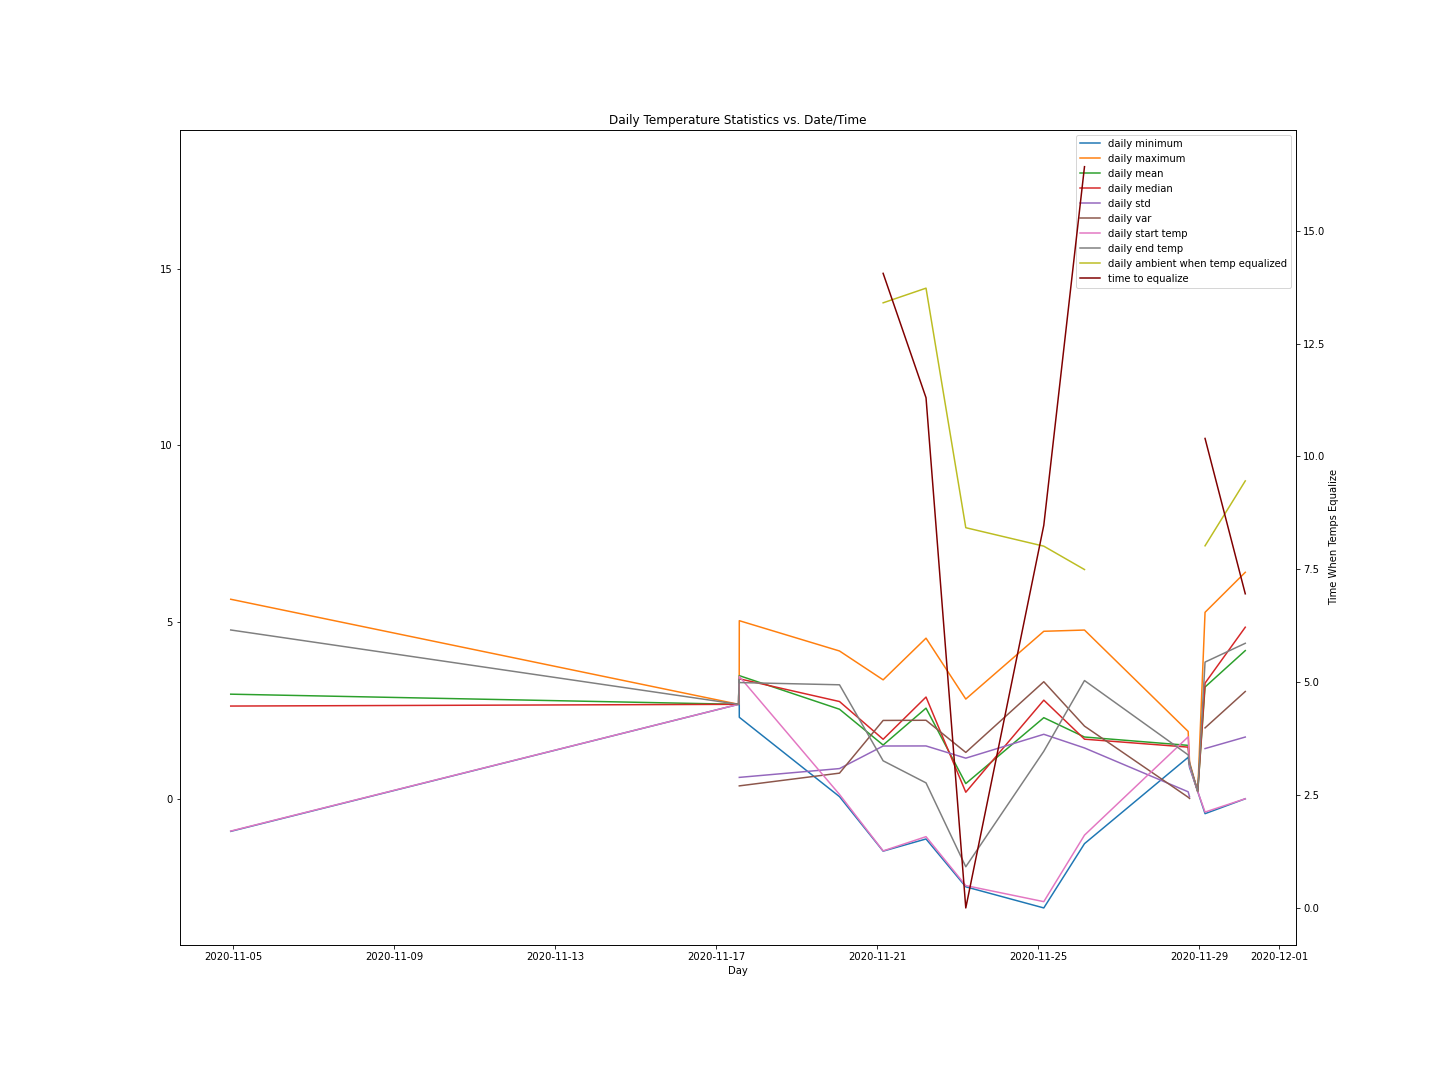 Daily Temperature Statistics vs. Date/Time
daily minimum
daily maximum
daily mean
daily median
daily std
daily var
daily start temp
daily end temp
daily ambient when temp equalized
time to equalize
15
10
5
0
15.0
12.5
10.0
7.5
5.0
2.5
0.0
Time When Temps Equalize
2020-11-05
2020-11-09
2020-11-13
2020-11-17
2020-11-21
2020-11-25
2020-11-29
2020-12-01
Day